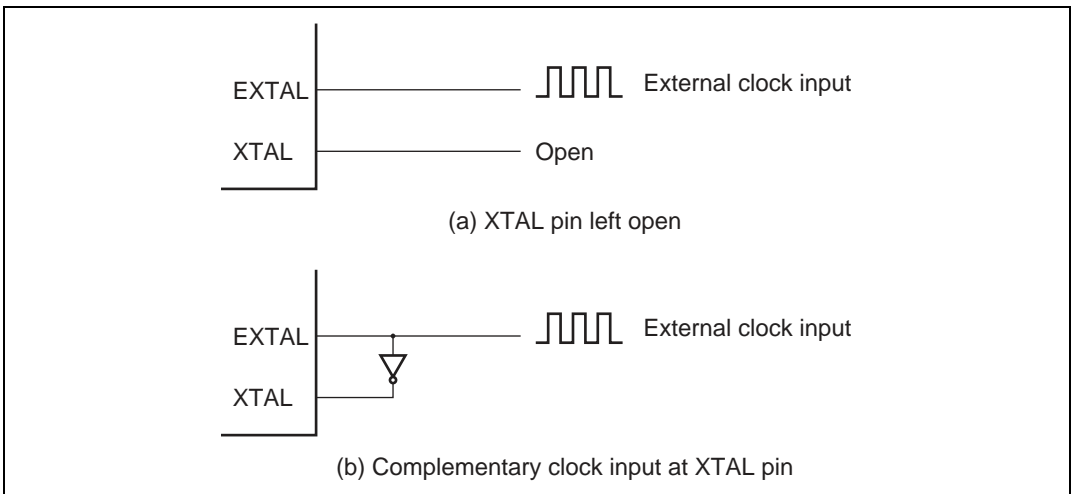 EXTAL External clock input
XTAL Open
(a) XTAL pin left open
EXTAL External clock input
XTAL
(b) Complementary clock input at XTAL pin